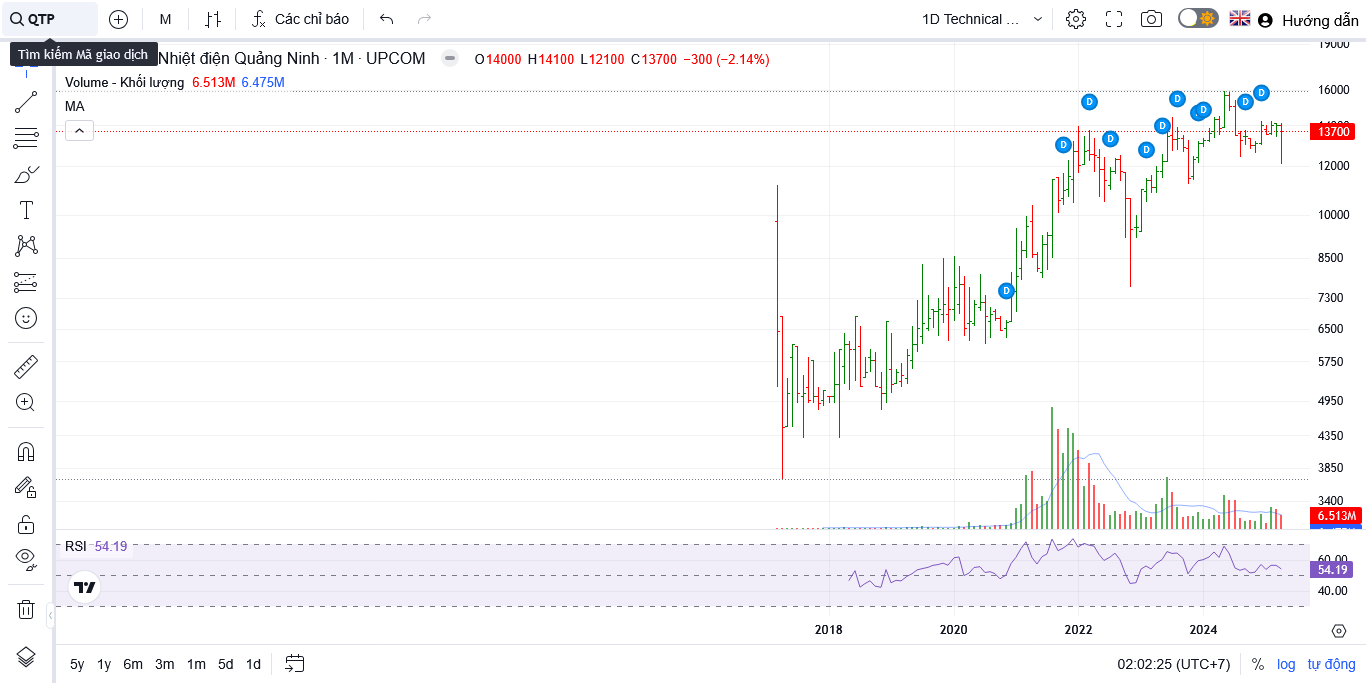 QTP
M
Các chỉ báo
1D Technical ...
Hướng dẫn
Tìm kiếm Mã giao dịch
Nhiệt điện Quảng Ninh · 1M · UPCOM
O14000 H14100 L12100 C13700 −300 (−2.14%)
Volume - Khối lượng 6.513M 6.475M
MA
D D D D D D D D D D D
19000
16000
13700
12000
10000
8500
7300
6500
5750
4950
4350
3850
3400
6.513M
RSI 54.19
60.00
54.19
40.00
2018 2020 2022 2024
5y 1y 6m 3m 1m 5d 1d
02:02:25 (UTC+7)
% log tự động